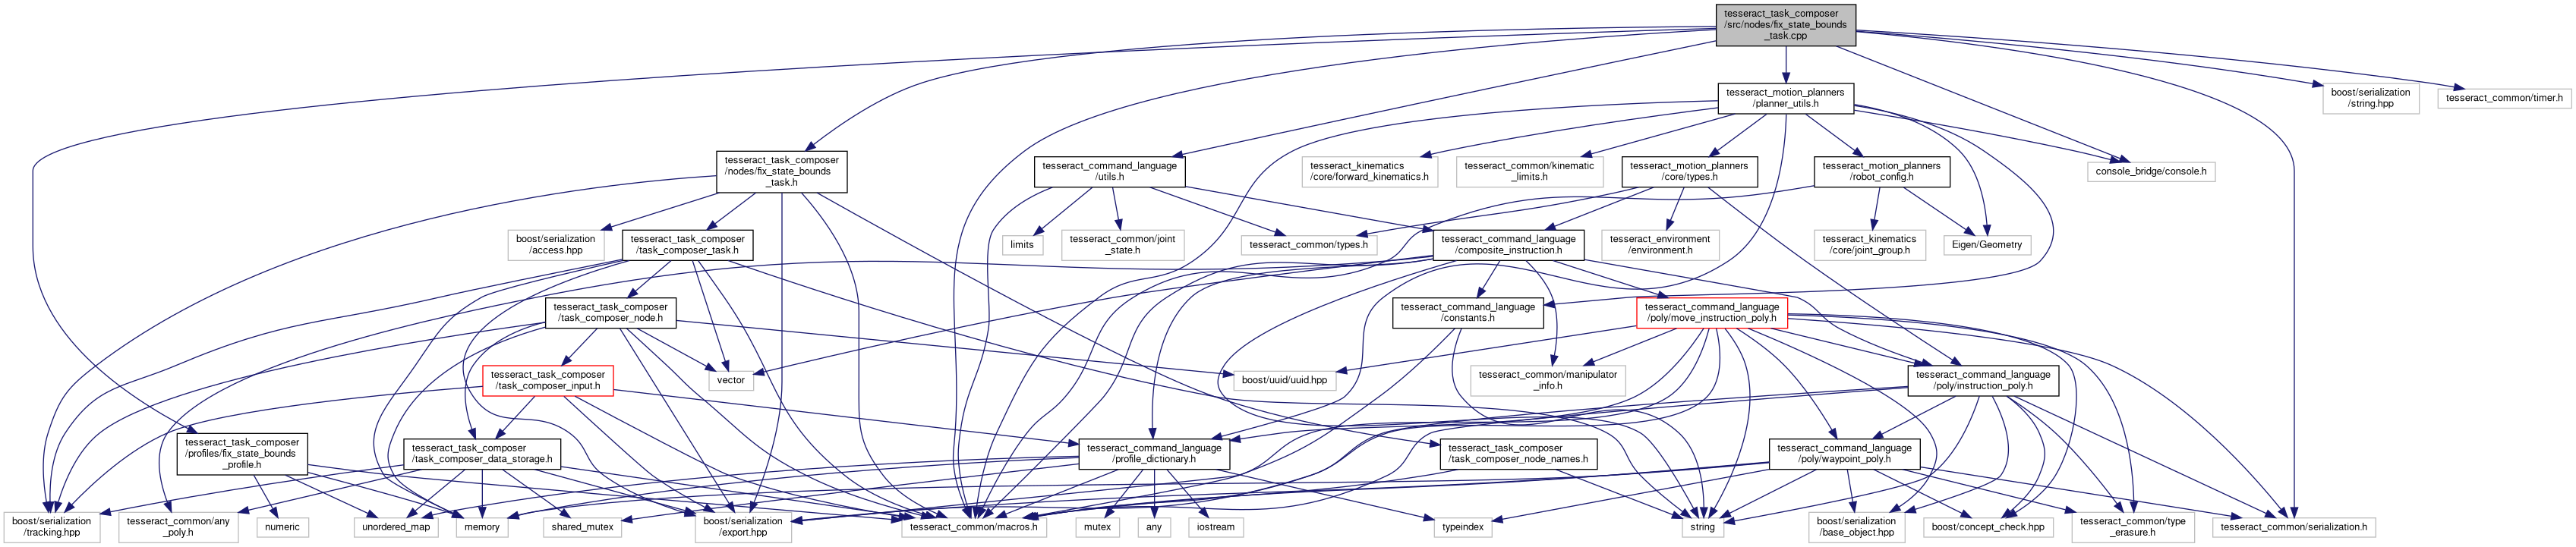 tesseract_task_composer
/src/nodes/fix_state_bounds
_task.cpp
tesseract_motion_planners
/planner_utils.h
boost/serialization
/string.hpp
tesseract_common/timer.h
tesseract_task_composer
/nodes/fix_state_bounds
_task.h
tesseract_command_language
/utils.h
tesseract_kinematics
/core/forward_kinematics.h
tesseract_common/kinematic
_limits.h
tesseract_motion_planners
/core/types.h
tesseract_motion_planners
/robot_config.h
console_bridge/console.h
boost/serialization
/access.hpp
tesseract_task_composer
/task_composer_task.h
limits
tesseract_common/joint
_state.h
tesseract_common/types.h
tesseract_command_language
/composite_instruction.h
tesseract_environment
/environment.h
tesseract_kinematics
/core/joint_group.h
Eigen/Geometry
tesseract_task_composer
/task_composer_node.h
tesseract_command_language
/constants.h
tesseract_command_language
/poly/move_instruction_poly.h
tesseract_task_composer
/task_composer_input.h
vector
boost/uuid/uuid.hpp
tesseract_common/manipulator
_info.h
tesseract_command_language
/poly/instruction_poly.h
tesseract_task_composer
/profiles/fix_state_bounds
_profile.h
tesseract_task_composer
/task_composer_data_storage.h
tesseract_command_language
/profile_dictionary.h
tesseract_task_composer
/task_composer_node_names.h
tesseract_command_language
/poly/waypoint_poly.h
boost/serialization
/tracking.hpp
tesseract_common/any
_poly.h
numeric
unordered_map
memory
shared_mutex
boost/serialization
/export.hpp
tesseract_common/macros.h
mutex
any
iostream
typeindex
string
boost/serialization
/base_object.hpp
boost/concept_check.hpp
tesseract_common/type
_erasure.h
tesseract_common/serialization.h